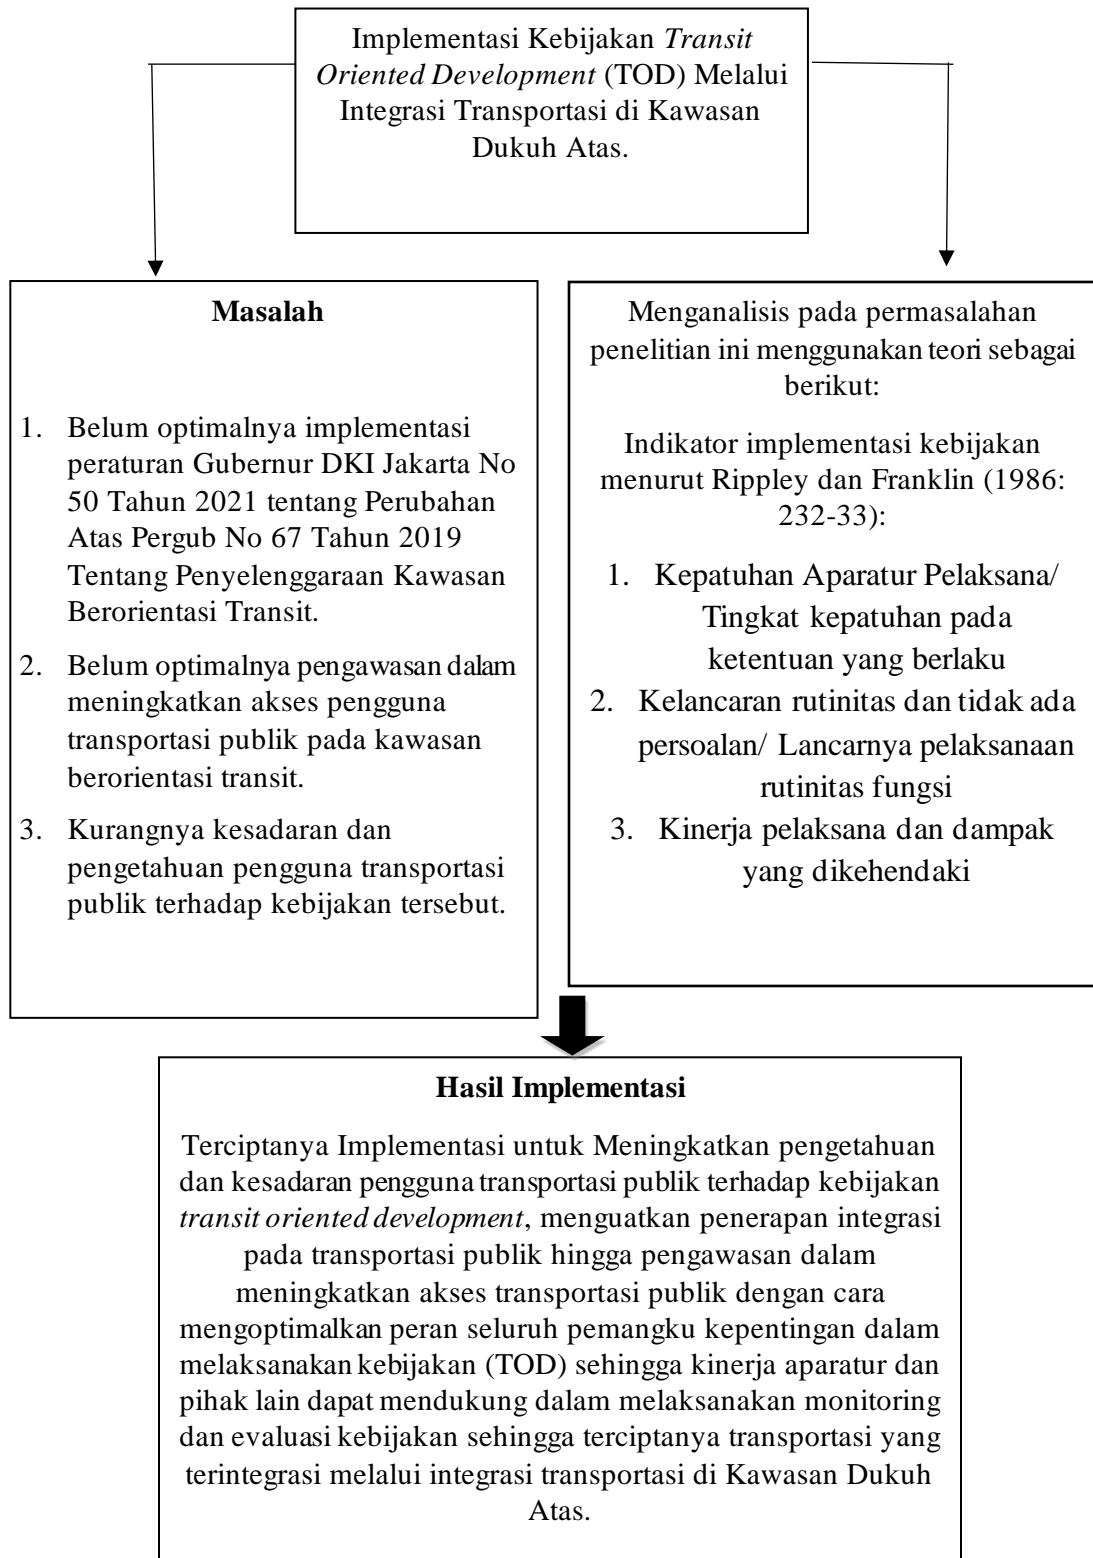 Implementasi Kebijakan Transit
Oriented Development (TOD) Melalui
Integrasi Transportasi di Kawasan
Dukuh Atas.
Masalah
1. Belum optimalnya implementasi
peraturan Gubernur DKI Jakarta No
50 Tahun 2021 tentang Perubahan
Atas Pergub No 67 Tahun 2019
Tentang Penyelenggaraan Kawasan
Berorientasi Transit.
2. Belum optimalnya pengawasan dalam
meningkatkan akses pengguna
transportasi publik pada kawasan
berorientasi transit.
3. Kurangnya kesadaran dan
pengetahuan pengguna transportasi
publik terhadap kebijakan tersebut.
Menganalisis pada permasalahan
penelitian ini menggunakan teori sebagai
berikut:
Indikator implementasi kebijakan
menurut Rippley dan Franklin (1986:
232-33):
1. Kepatuhan Aparatur Pelaksana/
Tingkat kepatuhan pada
ketentuan yang berlaku
2. Kelancaran rutinitas dan tidak ada
persoalan/ Lancarnya pelaksanaan
rutinitas fungsi
3. Kinerja pelaksana dan dampak
yang dikehendaki
Hasil Implementasi
Terciptanya Implementasi untuk Meningkatkan pengetahuan
dan kesadaran pengguna transportasi publik terhadap kebijakan
transit oriented development, menguatkan penerapan integrasi
pada transportasi publik hingga pengawasan dalam
meningkatkan akses transportasi publik dengan cara
mengoptimalkan peran seluruh pemangku kepentingan dalam
melaksanakan kebijakan (TOD) sehingga kinerja aparatur dan
pihak lain dapat mendukung dalam melaksanakan monitoring
dan evaluasi kebijakan sehingga terciptanya transportasi yang
terintegrasi melalui integrasi transportasi di Kawasan Dukuh
Atas.